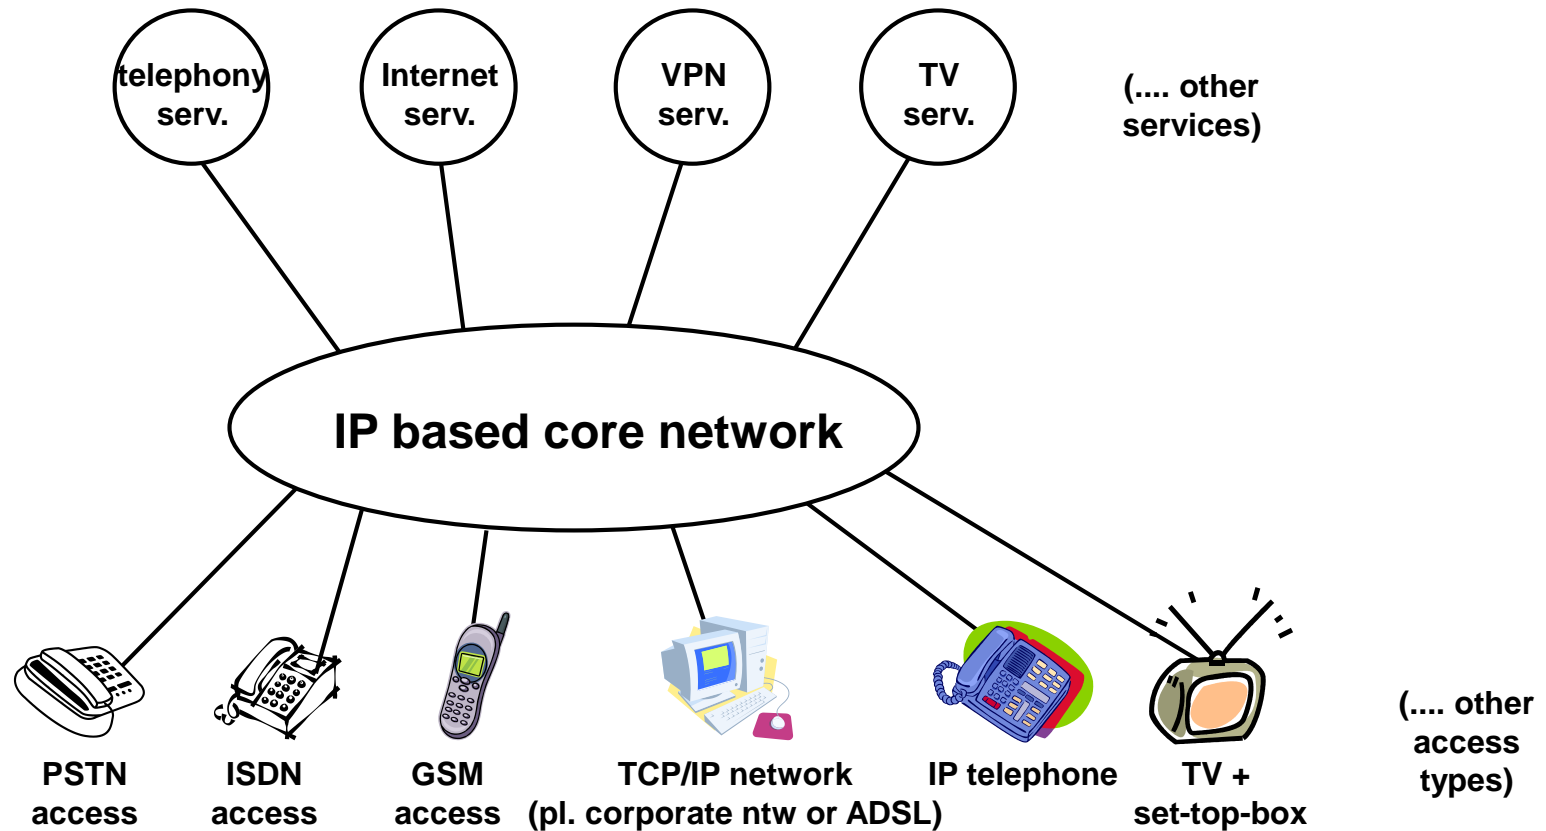 telephony
serv.
Internet
serv.
VPN
serv.
TV
serv.
(.... other
services)
IP based core network
PSTN
access
ISDN
access
GSM
access
TCP/IP network
(pl. corporate ntw or ADSL)
IP telephone
TV +
set-top-box
(.... other
access
types)